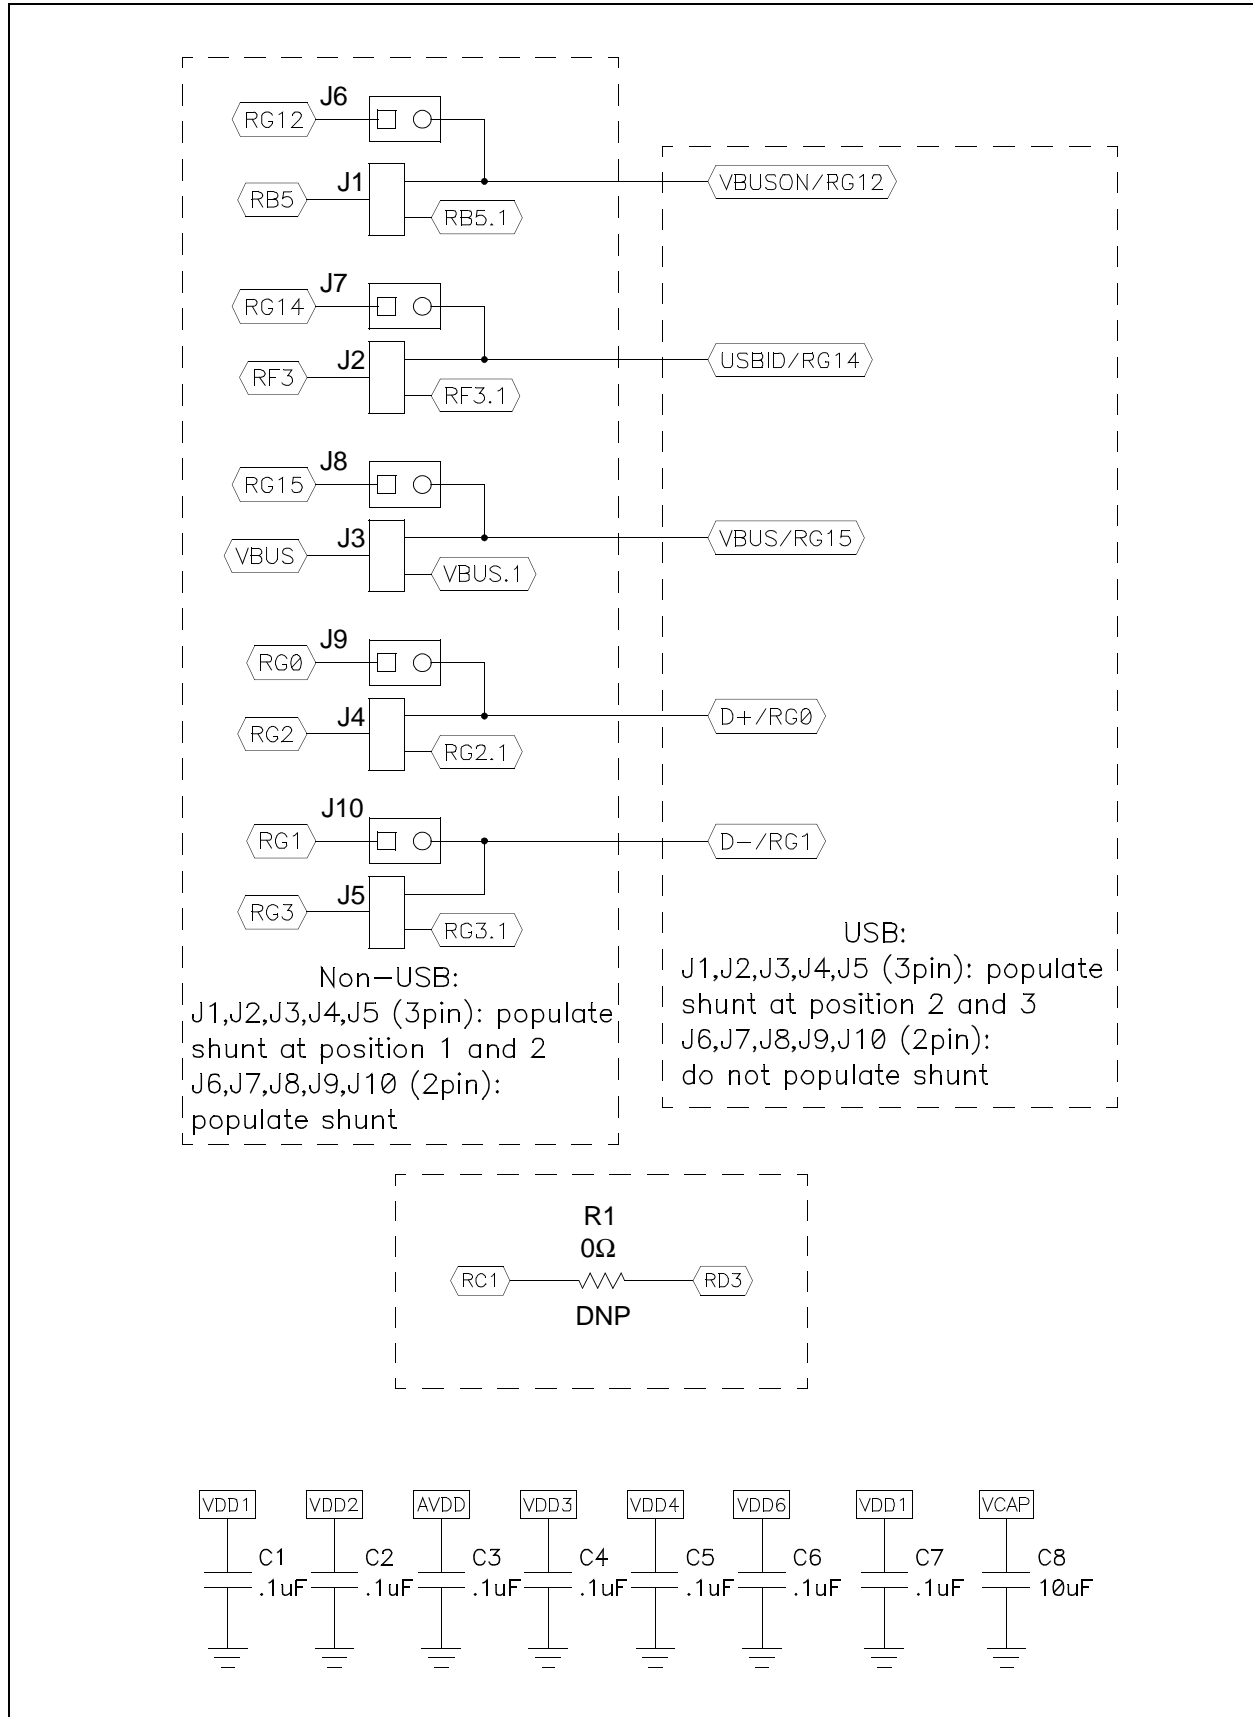 J6
RG12
J1
VBUSON/RG12
RB5
RB5.1
J7
RG14
J2
USBID/RG14
RF3
RF3.1
J8
RG15
J3
VBUS/RG15
VBUS
VBUS.1
J9
RG0
J4
D+/RG0
RG2
RG2.1
J10
RG1
D-/RG1
J5
RG3
RG3.1
Non-USB:
J1,J2,J3,J4,J5 (3pin): populate
shunt at position 1 and 2
J6,J7,J8,J9,J10 (2pin):
populate shunt
USB:
J1,J2,J3,J4,J5 (3pin): populate
shunt at position 2 and 3
J6,J7,J8,J9,J10 (2pin):
do not populate shunt
R1
0Ω
RC1
RD3
DNP
VDD1 VDD2 AVDD VDD3 VDD4 VDD6 VDD1 VCAP
C1 C2 C3 C4 C5 C6 C7 C8
.1uF .1uF .1uF .1uF .1uF .1uF .1uF 10uF